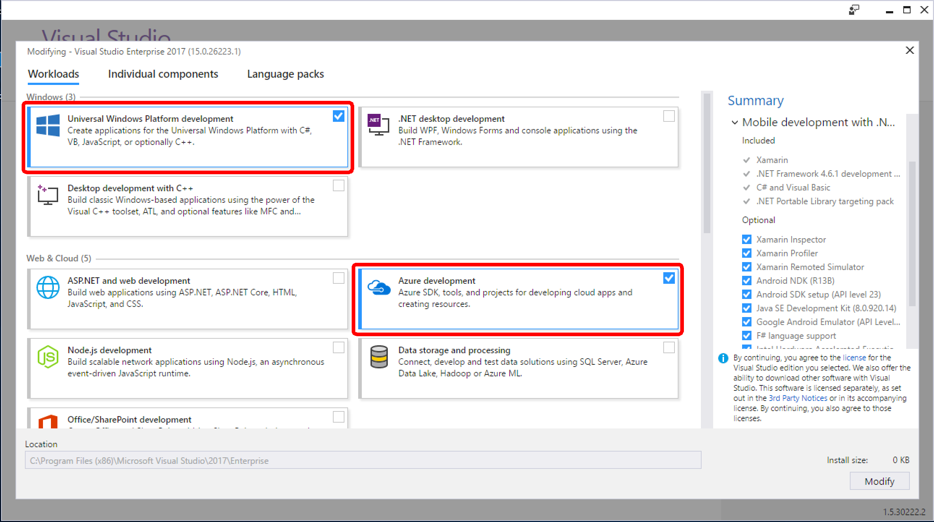 Visual Studio
Modifying - Visual Studio Enterprise 2017 (15.0.26223.1)
Workloads
Individual components
Language packs
Windows (3)
Universal Windows Platform development
Create applications for the Universal Windows Platform with C#,
VB, JavaScript, or optionally C++.
.NET
.NET desktop development
Build WPF, Windows Forms and console applications using the
.NET Framework.
Desktop development with C++
Build classic Windows-based applications using the power of the
Visual C++ toolset, ATL, and optional features like MFC and...
Web & Cloud (5)
ASP.NET and web development
Build web applications using ASP.NET, ASP.NET Core, HTML,
JavaScript, and CSS.
Azure development
Azure SDK, tools, and projects for developing cloud apps and
creating resources.
Node.js development
Build scalable network applications using Node.js, an asynchronous
event-driven JavaScript runtime.
Data storage and processing
Connect, develop and test data solutions using SQL Server, Azure
Data Lake, Hadoop or Azure ML.
Office/SharePoint development
Summary
Mobile development with .N...
Included
Xamarin
.NET Framework 4.6.1 development ...
C# and Visual Basic
.NET Portable Library targeting pack
Optional
Xamarin Inspector
Xamarin Profiler
Xamarin Remoted Simulator
Android NDK (R13B)
Android SDK setup (API level 23)
Java SE Development Kit (8.0.920.14)
Google Android Emulator (API Level...
F# language support
By continuing, you agree to the license for the
Visual Studio edition you selected. We also offer the
ability to download other software with Visual
Studio. This software is licensed separately, as set
out in the 3rd Party Notices or in its accompanying
license. By continuing, you also agree to those
licenses.
Location
C:\Program Files (x86)\Microsoft Visual Studio\2017\Enterprise
Install size: 0 KB
Modify
1.5.30222.2